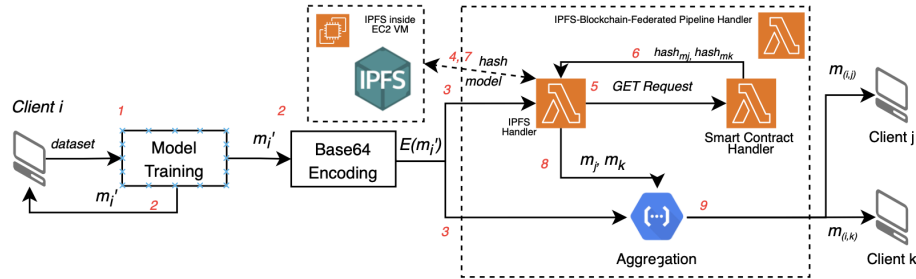 IPFS inside
EC2 VM
IPFS
IPFS-Blockchain-Federated Pipeline Handler
4, 7
hash
model
6
hash_mj, hash_mk
Client i
1
2
3
5
GET Request
m(i,j)
dataset
Model
Training
m_i'
Base64
Encoding
E(m_i')
IPFS
Handler
Smart Contract
Handler
Client j
m_i'
2
8
m_j, m_k
3
9
m(i,k)
Aggregation
Client k